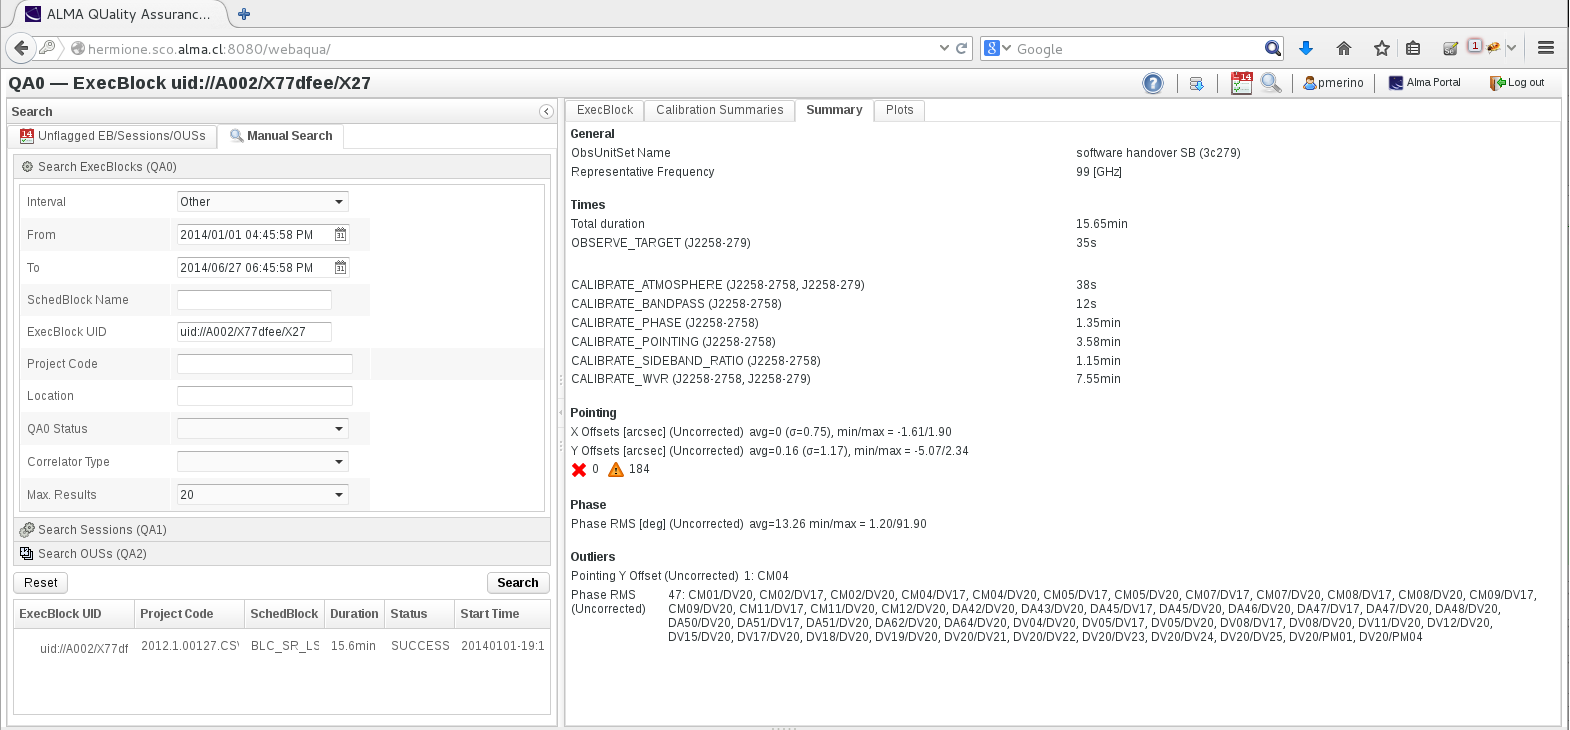 ALMA QUality Assuranc...
hermione.sco.alma.cl:8080/webaqua/
8 Google
1
QA0 — ExecBlock uid://A002/X77dfee/X27
? 14 pmerino Alma Portal Log out
Search
14 Unflagged EB/Sessions/OUSs Manual Search
Search ExecBlocks (QA0)
Interval Other
From 2014/01/01 04:45:58 PM 31
To 2014/06/27 06:45:58 PM 31
SchedBlock Name
ExecBlock UID uid://A002/X77dfee/X27
Project Code
Location
QA0 Status
Correlator Type
Max. Results 20
Search Sessions (QA1)
Search OUSs (QA2)
Reset Search
ExecBlock UID Project Code SchedBlock Duration Status Start Time
uid://A002/X77df 2012.1.00127.CSV BLC_SR_LS 15.6min SUCCESS 20140101-19:1
ExecBlock Calibration Summaries Summary Plots
General
ObsUnitSet Name software handover SB (3c279)
Representative Frequency 99 [GHz]
Times
Total duration 15.65min
OBSERVE_TARGET (J2258-279) 35s
CALIBRATE_ATMOSPHERE (J2258-2758, J2258-279) 38s
CALIBRATE_BANDPASS (J2258-2758) 12s
CALIBRATE_PHASE (J2258-2758) 1.35min
CALIBRATE_POINTING (J2258-2758) 3.58min
CALIBRATE_SIDEBAND_RATIO (J2258-2758) 1.15min
CALIBRATE_WVR (J2258-2758, J2258-279) 7.55min
Pointing
X Offsets [arcsec] (Uncorrected) avg=0 (σ=0.75), min/max = -1.61/1.90
Y Offsets [arcsec] (Uncorrected) avg=0.16 (σ=1.17), min/max = -5.07/2.34
0 184
Phase
Phase RMS [deg] (Uncorrected) avg=13.26 min/max = 1.20/91.90
Outliers
Pointing Y Offset (Uncorrected) 1: CM04
Phase RMS (Uncorrected) 47: CM01/DV20, CM02/DV17, CM02/DV20, CM04/DV17, CM04/DV20, CM05/DV17, CM05/DV20, CM07/DV17, CM07/DV20, CM08/DV17, CM08/DV20, CM09/DV17,
CM09/DV20, CM11/DV17, CM11/DV20, CM12/DV20, DA42/DV20, DA43/DV20, DA45/DV17, DA45/DV20, DA46/DV20, DA47/DV17, DA47/DV20, DA48/DV20,
DA50/DV20, DA51/DV17, DA51/DV20, DA62/DV20, DA64/DV20, DV04/DV20, DV05/DV17, DV05/DV20, DV08/DV17, DV08/DV20, DV11/DV20, DV12/DV20,
DV15/DV20, DV17/DV20, DV18/DV20, DV19/DV20, DV20/DV21, DV20/DV22, DV20/DV23, DV20/DV24, DV20/DV25, DV20/PM01, DV20/PM04